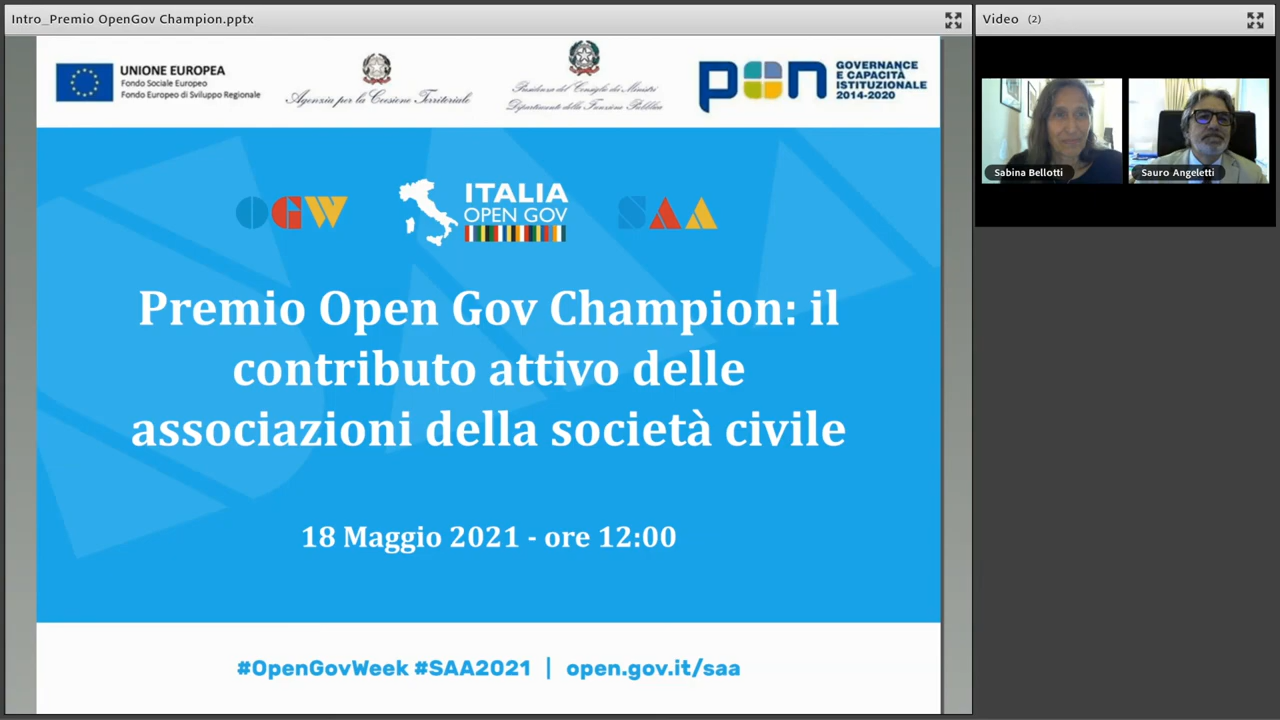 Intro_Premio OpenGov Champion.pptx
Video (2)
UNIONE EUROPEA
Fondo Sociale Europeo
Fondo Europeo di Sviluppo Regionale
Agenzia per la Coesione Territoriale
Presidenza del Consiglio dei Ministri
Dipartimento della Funzione Pubblica
pon
GOVERNANCE
E CAPACITÀ
ISTITUZIONALE
2014-2020
Sabina Bellotti
Sauro Angeletti
OGW
ITALIA
OPEN GOV
SAA
Premio Open Gov Champion: il
contributo attivo delle
associazioni della società civile
18 Maggio 2021 - ore 12:00
#OpenGovWeek #SAA2021 | open.gov.it/saa